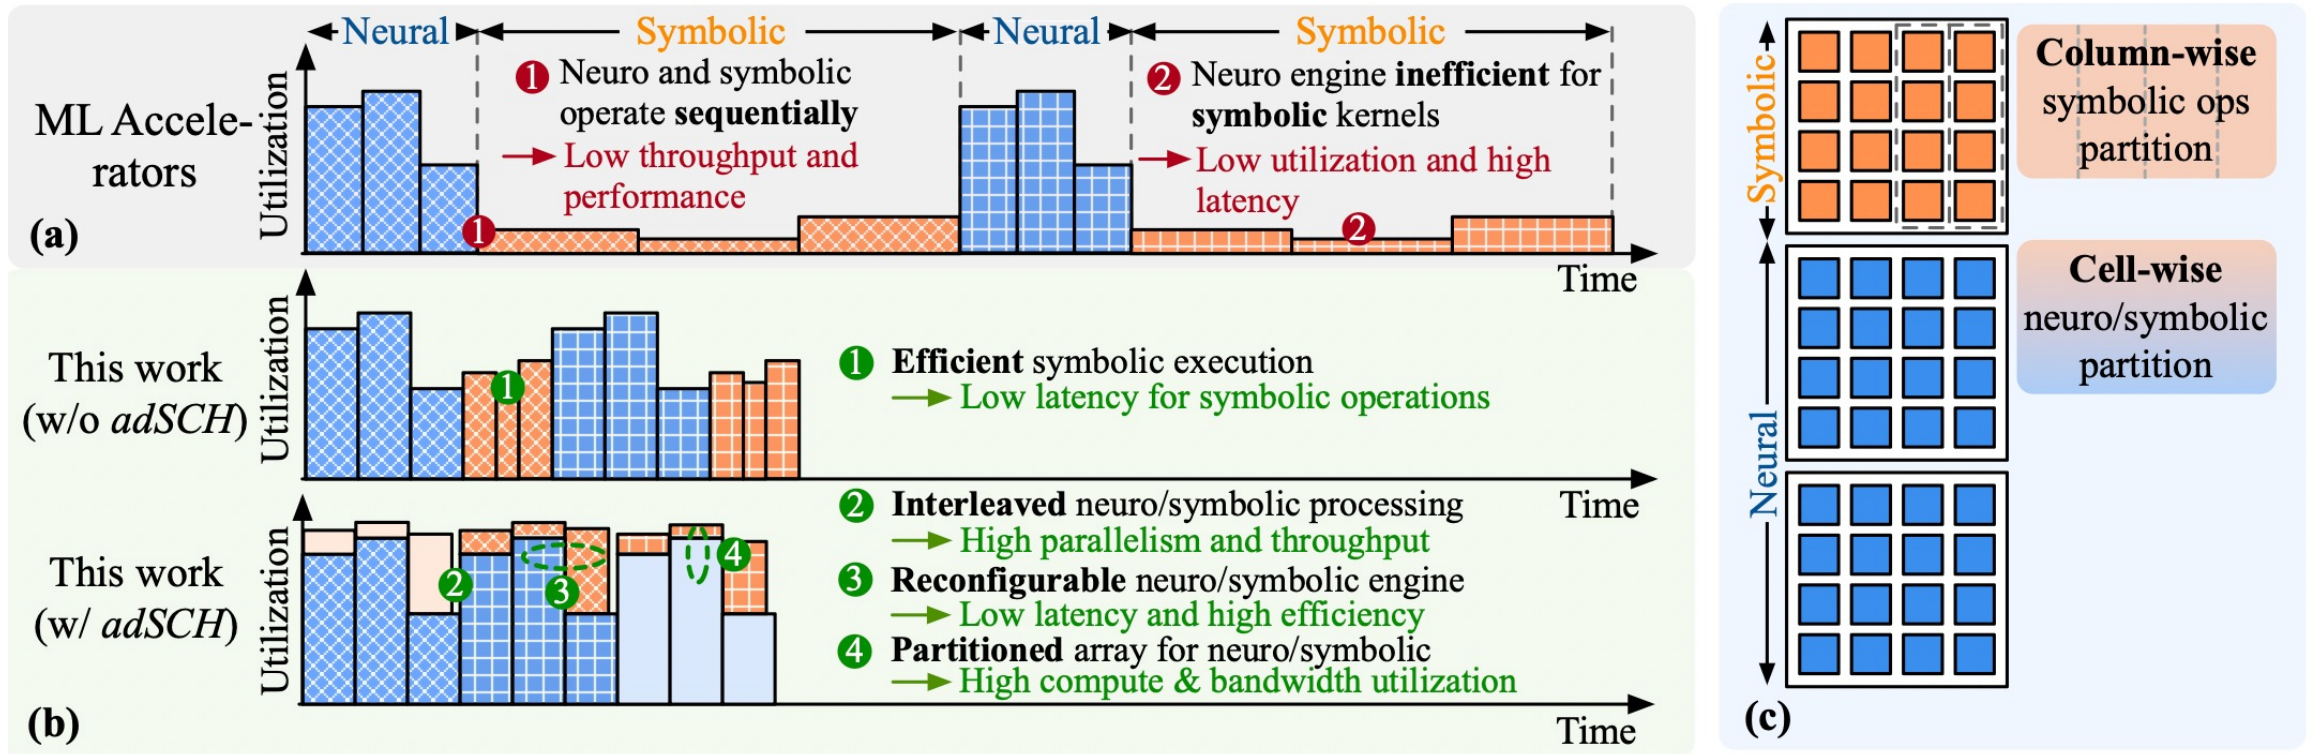 Neural
Symbolic
Neural
Symbolic
ML Accele-
rators
(a)
Utilization
1 Neuro and symbolic
operate sequentially
Low throughput and
performance
2 Neuro engine inefficient for
symbolic kernels
Low utilization and high
latency
1
2
Time
This work
(w/o adSCH)
Utilization
1
1 Efficient symbolic execution
Low latency for symbolic operations
Time
This work
(w/ adSCH)
(b)
Utilization
2
3
4
2 Interleaved neuro/symbolic processing
High parallelism and throughput
3 Reconfigurable neuro/symbolic engine
Low latency and high efficiency
4 Partitioned array for neuro/symbolic
High compute & bandwidth utilization
Time
Symbolic
Neural
Column-wise
symbolic ops
partition
Cell-wise
neuro/symbolic
partition
(c)